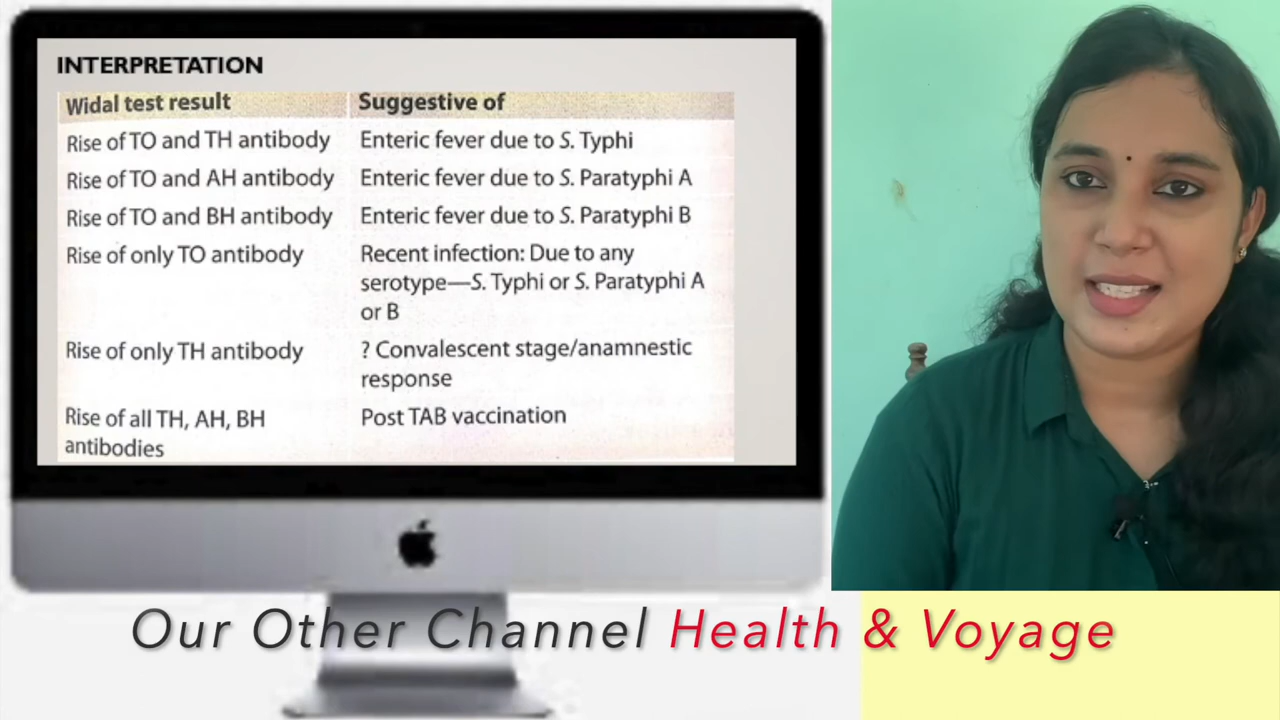 INTERPRETATION
Widal test result Suggestive of
Rise of TO and TH antibody Enteric fever due to S. Typhi
Rise of TO and AH antibody Enteric fever due to S. Paratyphi A
Rise of TO and BH antibody Enteric fever due to S. Paratyphi B
Rise of only TO antibody Recent infection: Due to any
serotype—S. Typhi or S. Paratyphi A
or B
Rise of only TH antibody ? Convalescent stage/anamnestic
response
Rise of all TH, AH, BH Post TAB vaccination
antibodies
Our Other Channel Health & Voyage